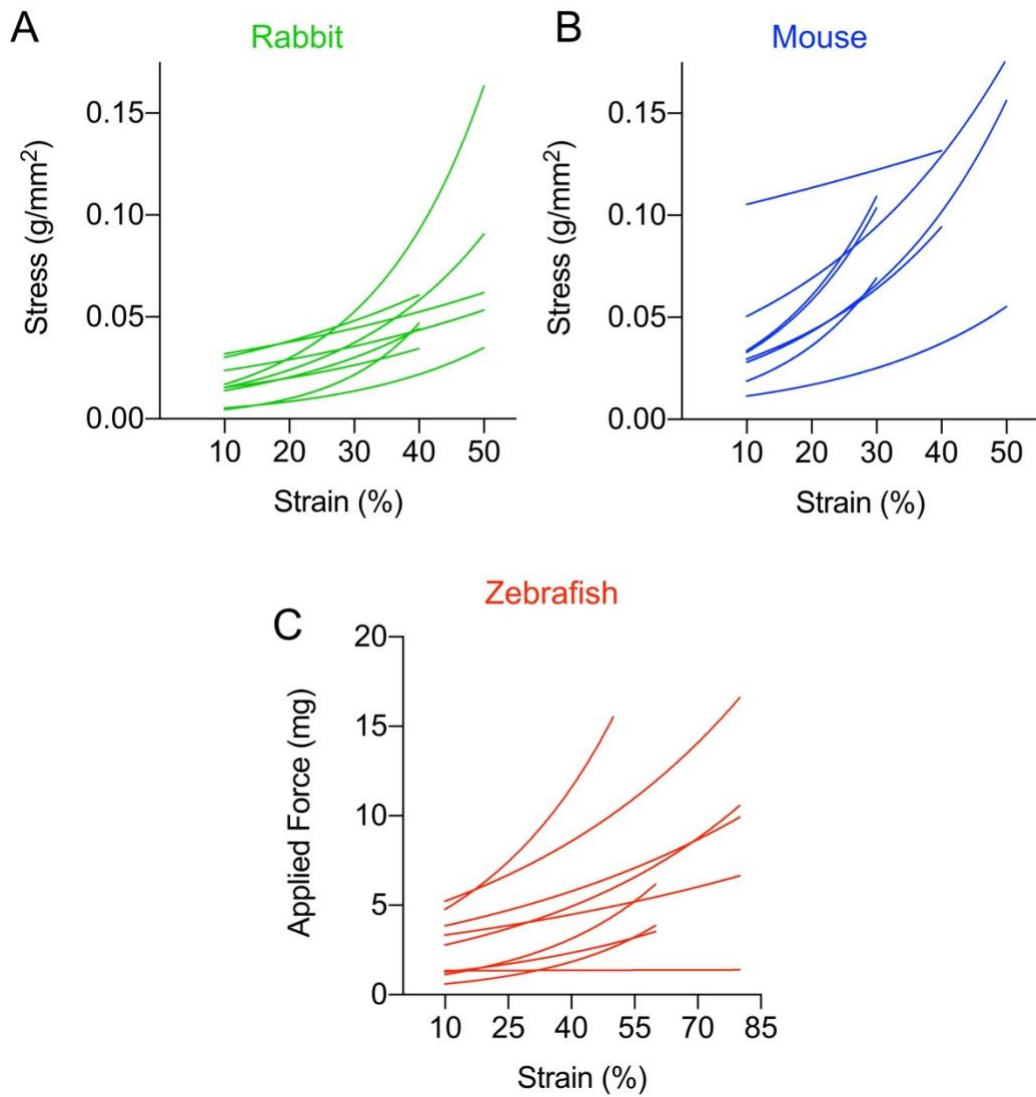 A
Rabbit
Stress (g/mm²)
0.15
0.10
0.05
0.00
10 20 30 40 50
Strain (%)
B
Mouse
Stress (g/mm²)
0.15
0.10
0.05
0.00
10 20 30 40 50
Strain (%)
C
Zebrafish
Applied Force (mg)
20
15
10
5
0
10 25 40 55 70 85
Strain (%)